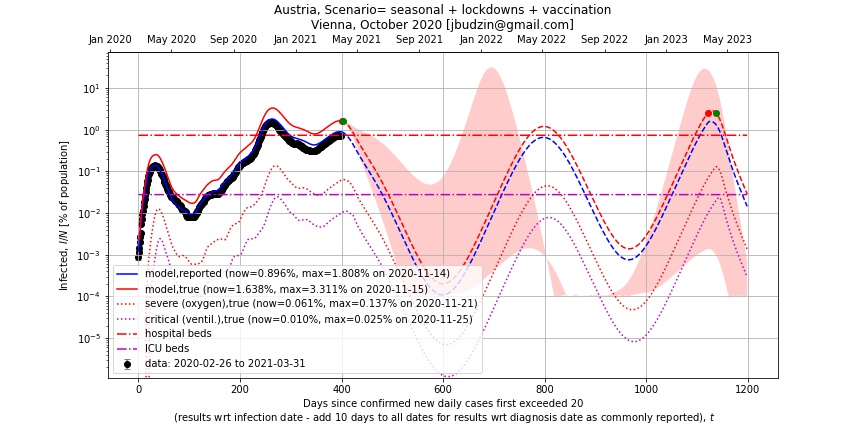 Austria, Scenario= seasonal + lockdowns + vaccination
Vienna, October 2020 [jbudzin@gmail.com]
Jan 2020 May 2020 Sep 2020 Jan 2021 May 2021 Sep 2021 Jan 2022 May 2022 Sep 2022 Jan 2023 May 2023
Infected, I/N [% of population]
10¹
10⁰
10⁻¹
10⁻²
10⁻³
10⁻⁴
10⁻⁵
model,reported (now=0.896%, max=1.808% on 2020-11-14)
model,true (now=1.638%, max=3.311% on 2020-11-15)
severe (oxygen),true (now=0.061%, max=0.137% on 2020-11-21)
critical (ventil.),true (now=0.010%, max=0.025% on 2020-11-25)
hospital beds
ICU beds
data: 2020-02-26 to 2021-03-31
0 200 400 600 800 1000 1200
Days since confirmed new daily cases first exceeded 20
(results wrt infection date - add 10 days to all dates for results wrt diagnosis date as commonly reported), t